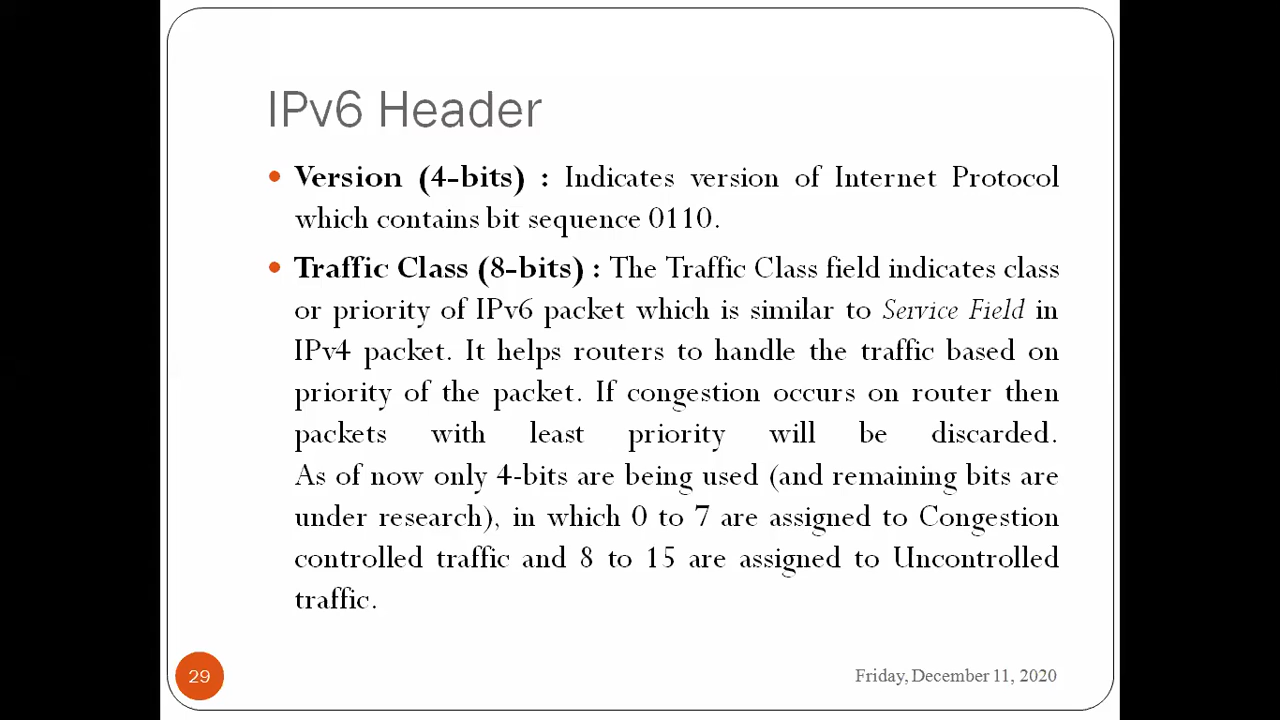 IPv6 Header
• Version (4-bits) : Indicates version of Internet Protocol
which contains bit sequence 0110.
• Traffic Class (8-bits) : The Traffic Class field indicates class
or priority of IPv6 packet which is similar to Service Field in
IPv4 packet. It helps routers to handle the traffic based on
priority of the packet. If congestion occurs on router then
packets with least priority will be discarded.
As of now only 4-bits are being used (and remaining bits are
under research), in which 0 to 7 are assigned to Congestion
controlled traffic and 8 to 15 are assigned to Uncontrolled
traffic.
29
Friday, December 11, 2020